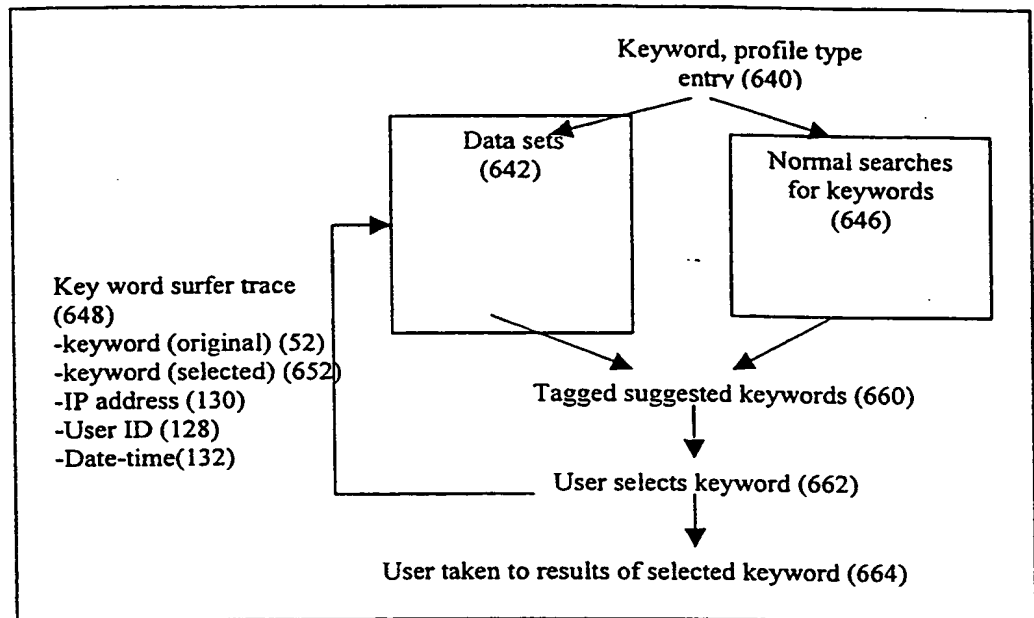 Keyword, profile type
entry (640)
Data sets
(642)
Normal searches
for keywords
(646)
Key word surfer trace
(648)
-keyword (original) (52)
-keyword (selected) (652)
-IP address (130)
-User ID (128)
-Date-time(132)
Tagged suggested keywords (660)
User selects keyword (662)
User taken to results of selected keyword (664)